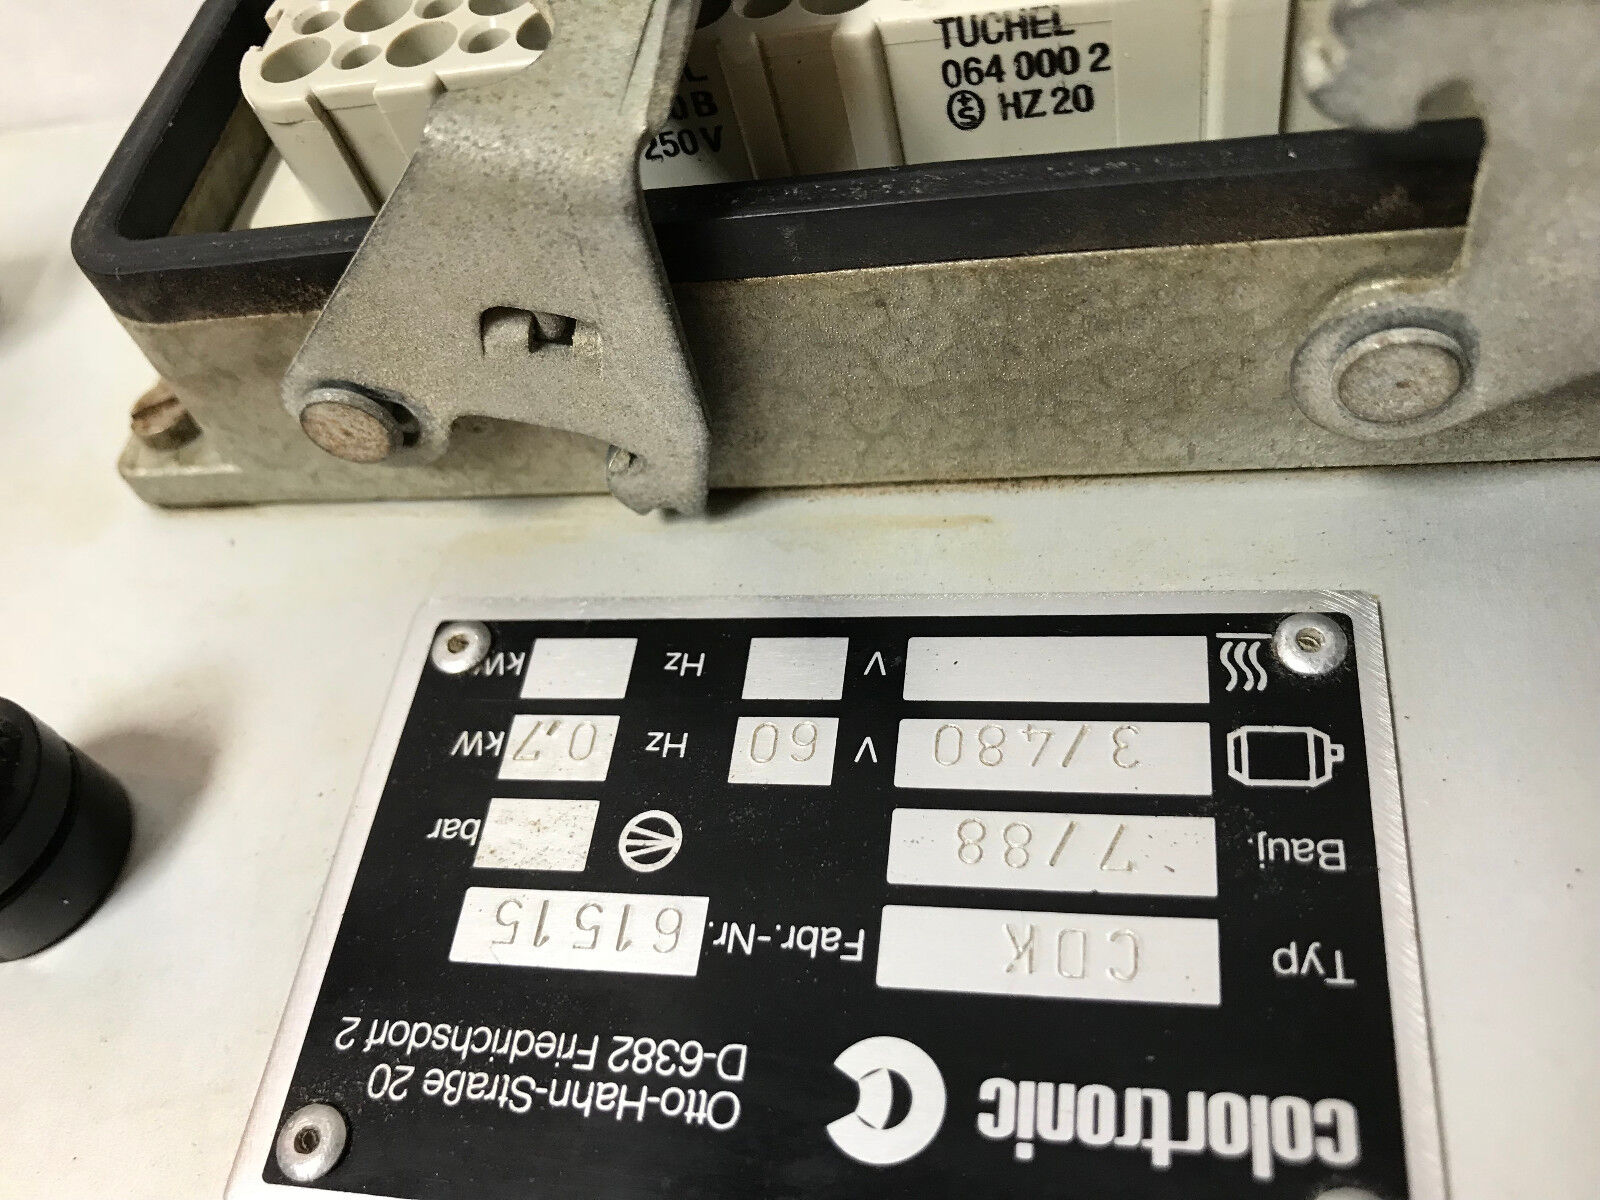 TUCHEL
064 000 2
HZ 20
250V
colortronic
Otto-Hahn-Straße 20
D-6382 Friedrichsdorf 2
Typ CDK Fabr.-Nr. 61515
Bauj. 7/88 bar
3/480 V 60 Hz 0,7 kW
V Hz kW